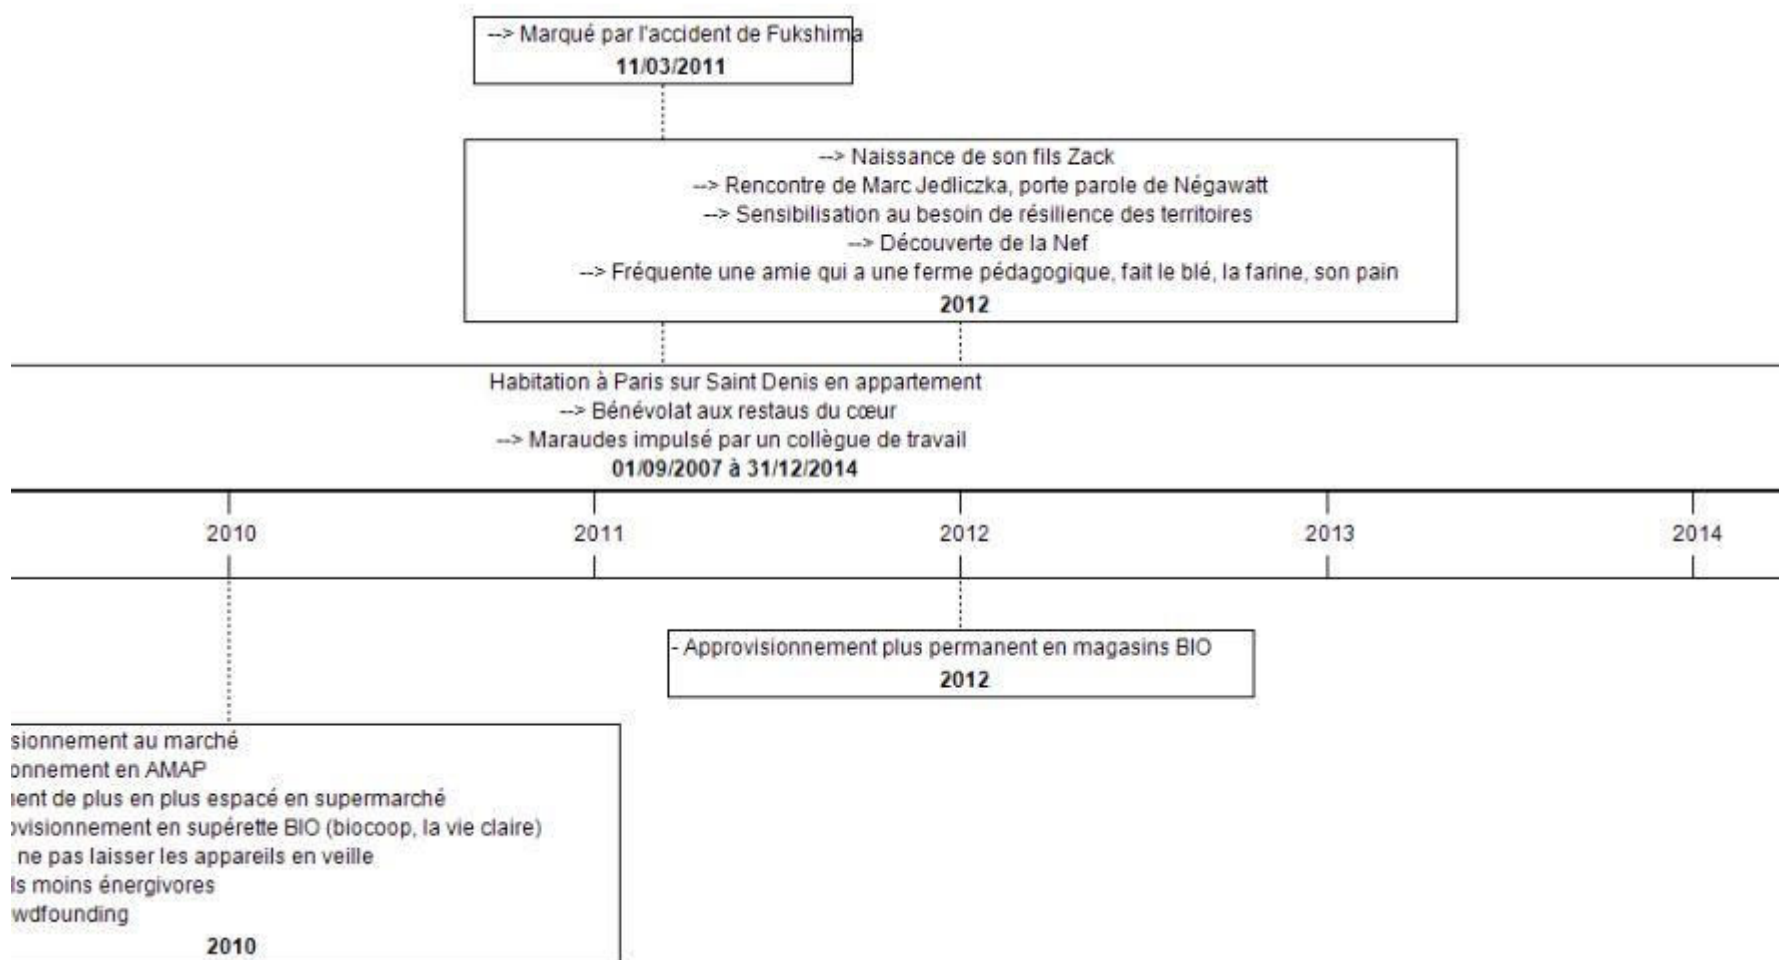 --> Marqué par l'accident de Fukshima
11/03/2011
--> Naissance de son fils Zack
--> Rencontre de Marc Jedliczka, porte parole de Négawatt
--> Sensibilisation au besoin de résilience des territoires
--> Découverte de la Nef
--> Fréquente une amie qui a une ferme pédagogique, fait le blé, la farine, son pain
2012
Habitation à Paris sur Saint Denis en appartement
--> Bénévolat aux restaus du cœur
--> Maraudes impulsé par un collègue de travail
01/09/2007 à 31/12/2014
2010 2011 2012 2013 2014
- Approvisionnement plus permanent en magasins BIO
2012
sionnement au marché
onnement en AMAP
ent de plus en plus espacé en supermarché
ovisionnement en supérette BIO (biocoop, la vie claire)
ne pas laisser les appareils en veille
ls moins énergivores
wdfounding
2010